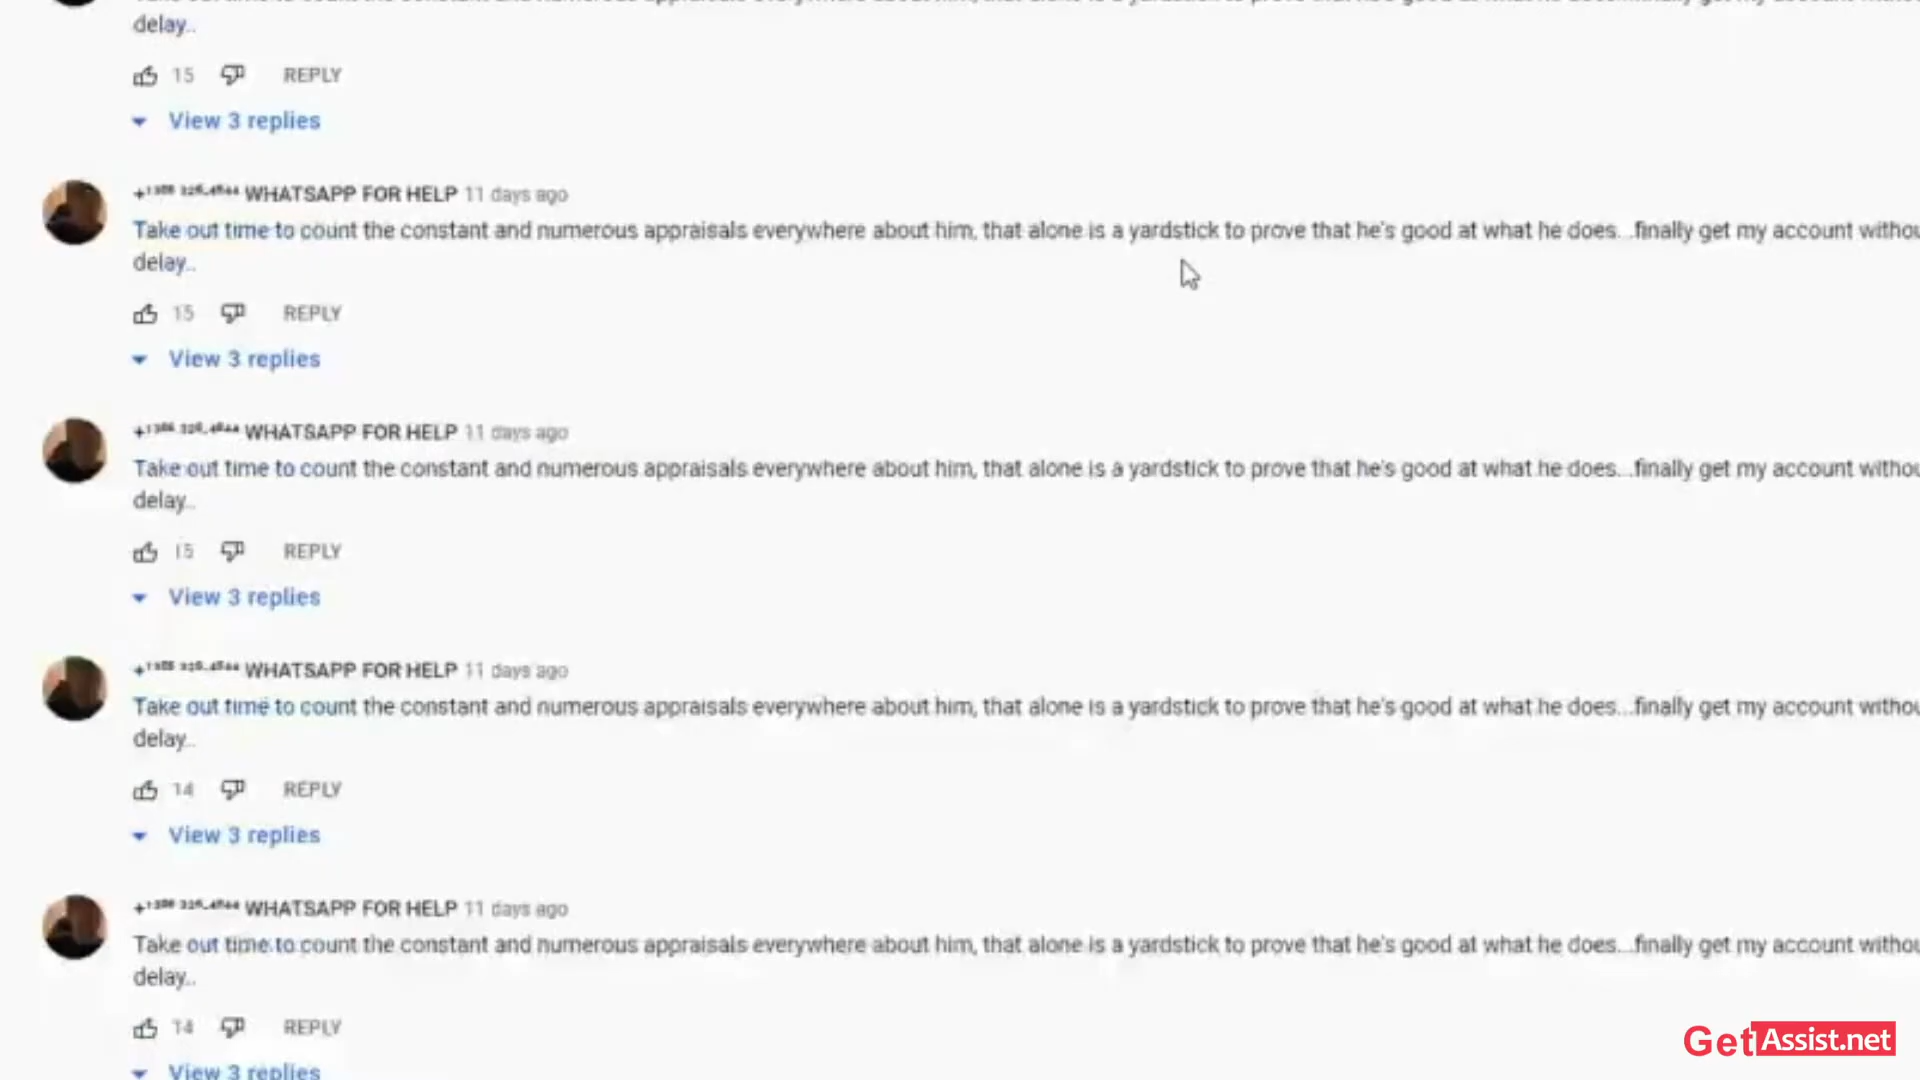 delay..
15 REPLY
View 3 replies
WHATSAPP FOR HELP 11 days ago
Take out time to count the constant and numerous appraisals everywhere about him, that alone is a yardstick to prove that he's good at what he does...finally get my account withou
delay..
15 REPLY
View 3 replies
WHATSAPP FOR HELP 11 days ago
Take out time to count the constant and numerous appraisals everywhere about him, that alone is a yardstick to prove that he's good at what he does...finally get my account withou
delay..
15 REPLY
View 3 replies
WHATSAPP FOR HELP 11 days ago
Take out time to count the constant and numerous appraisals everywhere about him, that alone is a yardstick to prove that he's good at what he does...finally get my account withou
delay..
14 REPLY
View 3 replies
WHATSAPP FOR HELP 11 days ago
Take out time to count the constant and numerous appraisals everywhere about him, that alone is a yardstick to prove that he's good at what he does...finally get my account withou
delay..
14 REPLY
View 3 replies
GetAssist.net